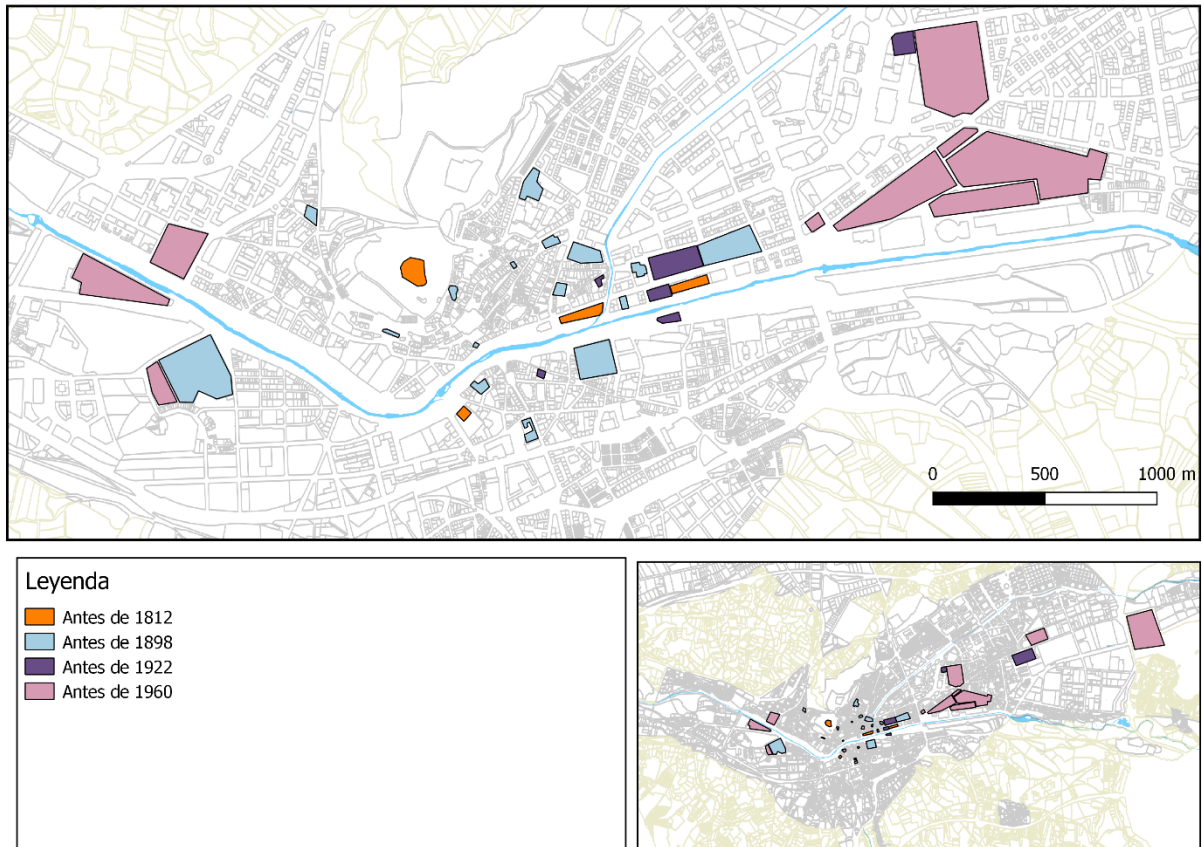 0 500 1000 m
Leyenda
Antes de 1812
Antes de 1898
Antes de 1922
Antes de 1960